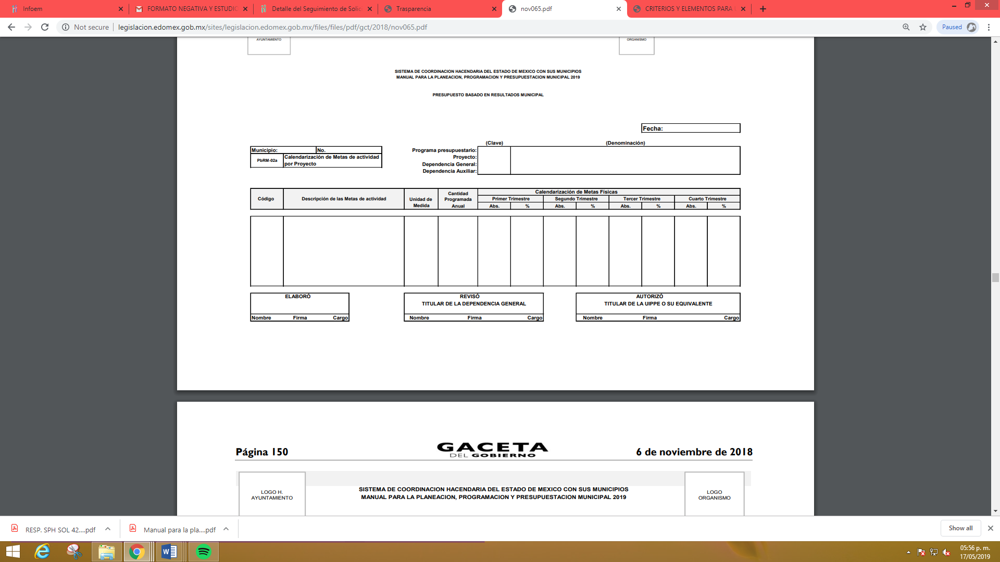 Infoem
FORMATO NEGATIVA Y ESTUDIO
Detalle del Seguimiento de Solici
Trasparencia
nov065.pdf
CRITERIOS Y ELEMENTOS PARA
Not secure
legislacion.edomex.gob.mx/sites/legislacion.edomex.gob.mx/files/files/pdf/gct/2018/nov065.pdf
Paused
AYUNTAMIENTO
ORGANISMO
SISTEMA DE COORDINACION HACENDARIA DEL ESTADO DE MEXICO CON SUS MUNICIPIOS
MANUAL PARA LA PLANEACION, PROGRAMACION Y PRESUPUESTACION MUNICIPAL 2019
PRESUPUESTO BASADO EN RESULTADOS MUNICIPAL
Fecha:
(Clave) (Denominación)
Municipio: No.
PbRM-02a
Calendarización de Metas de actividad
por Proyecto
Programa presupuestario:
Proyecto:
Dependencia General:
Dependencia Auxiliar:
Código
Descripción de las Metas de actividad
Unidad de
Medida
Cantidad
Programada
Anual
Calendarización de Metas Físicas
Primer Trimestre Segundo Trimestre Tercer Trimestre Cuarto Trimestre
Abs. % Abs. % Abs. % Abs. %
ELABORÓ
Nombre Firma Cargo
REVISÓ
TITULAR DE LA DEPENDENCIA GENERAL
Nombre Firma Cargo
AUTORIZÓ
TITULAR DE LA UIPPE O SU EQUIVALENTE
Nombre Firma Cargo
Página 150
GACETA
DEL GOBIERNO
6 de noviembre de 2018
LOGO H.
AYUNTAMIENTO
SISTEMA DE COORDINACION HACENDARIA DEL ESTADO DE MEXICO CON SUS MUNICIPIOS
MANUAL PARA LA PLANEACION, PROGRAMACION Y PRESUPUESTACION MUNICIPAL 2019
LOGO
ORGANISMO
RESP. SPH SOL 42....pdf
Manual para la pla....pdf
Show all
05:56 p. m.
17/05/2019